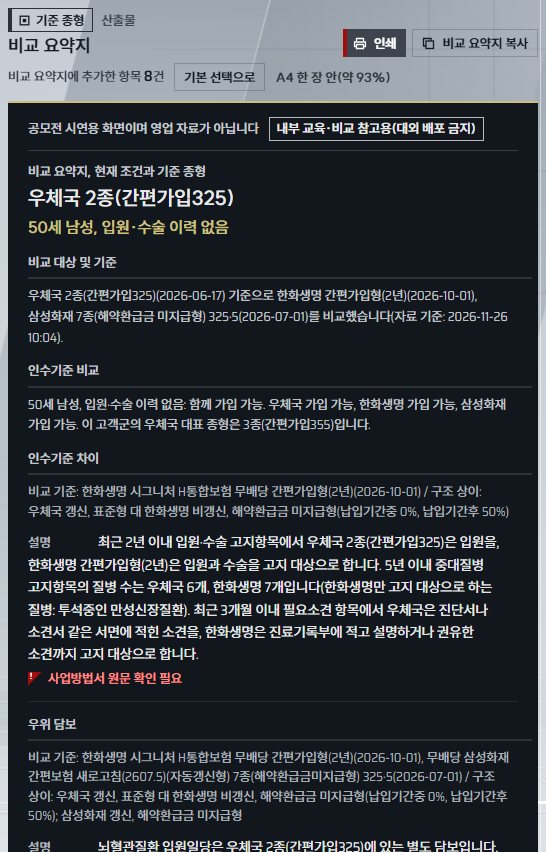 기준 종형 산출물
비교 요약지
인쇄
비교 요약지 복사
비교 요약지에 추가한 항목 8건 기본 선택으로 A4 한 장 안(약 93%)
공모전 시연용 화면이며 영업 자료가 아닙니다 내부 교육·비교 참고용(대외 배포 금지)
비교 요약지, 현재 조건과 기준 종형
우체국 2종(간편가입325)
50세 남성, 입원·수술 이력 없음
비교 대상 및 기준
우체국 2종(간편가입325)(2026-06-17) 기준으로 한화생명 간편가입형(2년)(2026-10-01),
삼성화재 7종(해약환급금 미지급형) 325·5(2026-07-01)를 비교했습니다(자료 기준: 2026-11-26
10:04).
인수기준 비교
50세 남성, 입원·수술 이력 없음: 함께 가입 가능. 우체국 가입 가능, 한화생명 가입 가능, 삼성화재
가입 가능. 이 고객군의 우체국 대표 종형은 3종(간편가입355)입니다.
인수기준 차이
비교 기준: 한화생명 시그니처 H통합보험 무배당 간편가입형(2년)(2026-10-01) / 구조 상이:
우체국 갱신, 표준형 대 한화생명 비갱신, 해약환급금 미지급형(납입기간중 0%, 납입기간후 50%)
설명 최근 2년 이내 입원·수술 고지항목에서 우체국 2종(간편가입325)은 입원을,
한화생명 간편가입형(2년)은 입원과 수술을 고지 대상으로 합니다. 5년 이내 중대질병
고지항목의 질병 수는 우체국 6개, 한화생명 7개입니다(한화생명만 고지 대상으로 하는
질병: 투석중인 만성신장질환). 최근 3개월 이내 필요소견 항목에서 우체국은 진단서나
소견서 같은 서면에 적힌 소견을, 한화생명은 진료기록부에 적고 설명하거나 권유한
소견까지 고지 대상으로 합니다.
사업방법서 원문 확인 필요
우위 담보
비교 기준: 한화생명 시그니처 H통합보험 무배당 간편가입형(2년)(2026-10-01), 무배당 삼성화재
간편보험 새로고침(2607.5)(자동갱신형) 7종(해약환급금미지급형) 325·5(2026-07-01) / 구조
상이: 우체국 갱신, 표준형 대 한화생명 비갱신, 해약환급금 미지급형(납입기간중 0%, 납입기간후
50%); 삼성화재 갱신, 해약환급금 미지급형
설명 뇌혈관질환 입원일당은 우체국 2종(간편가입325)에 있는 별도 담보입니다.